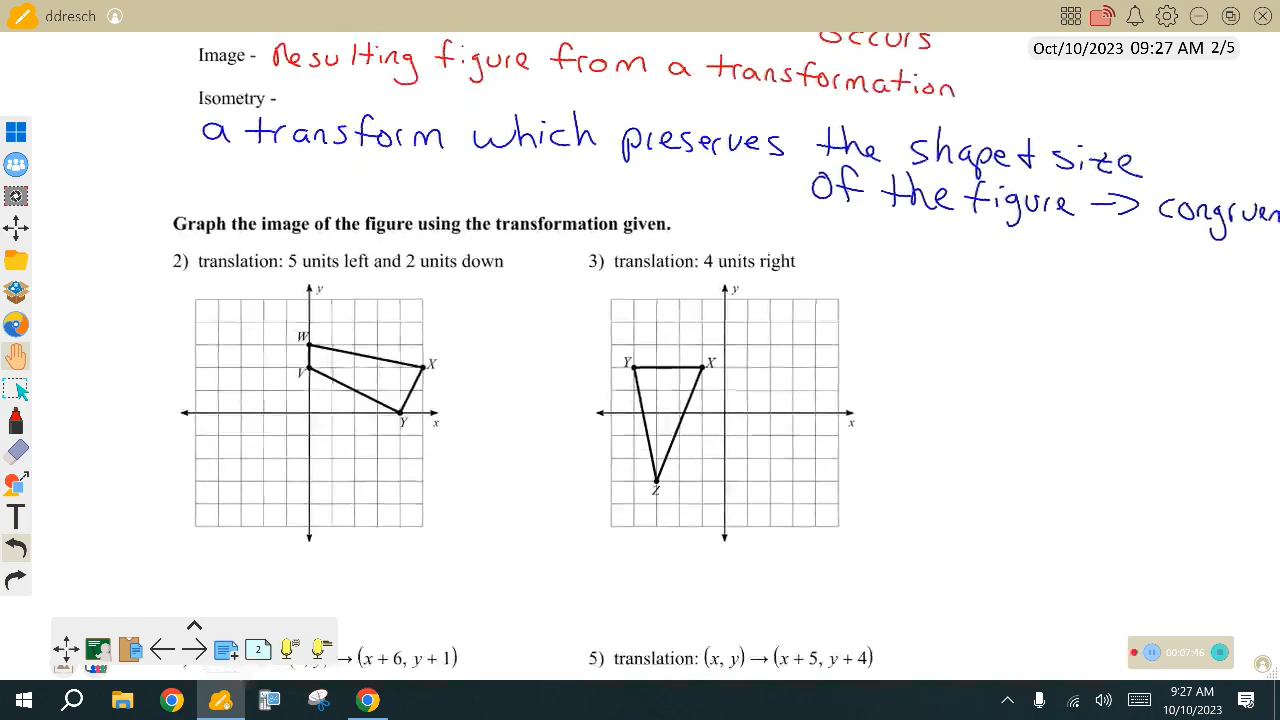 ddresch
occurs
Oct/10/2023 09:27 AM 2/5
Image - Resulting figure from a transformation
Isometry -
a transform which preserves the shape + size
of the figure → congruen
Graph the image of the figure using the transformation given.
2) translation: 5 units left and 2 units down
3) translation: 4 units right
y
W
V
X
Y
x
y
Y
X
Z
x
→ (x + 6, y + 1)
5) translation: (x, y) → (x + 5, y + 4)
T
2
00:07:46
9:27 AM
10/10/2023